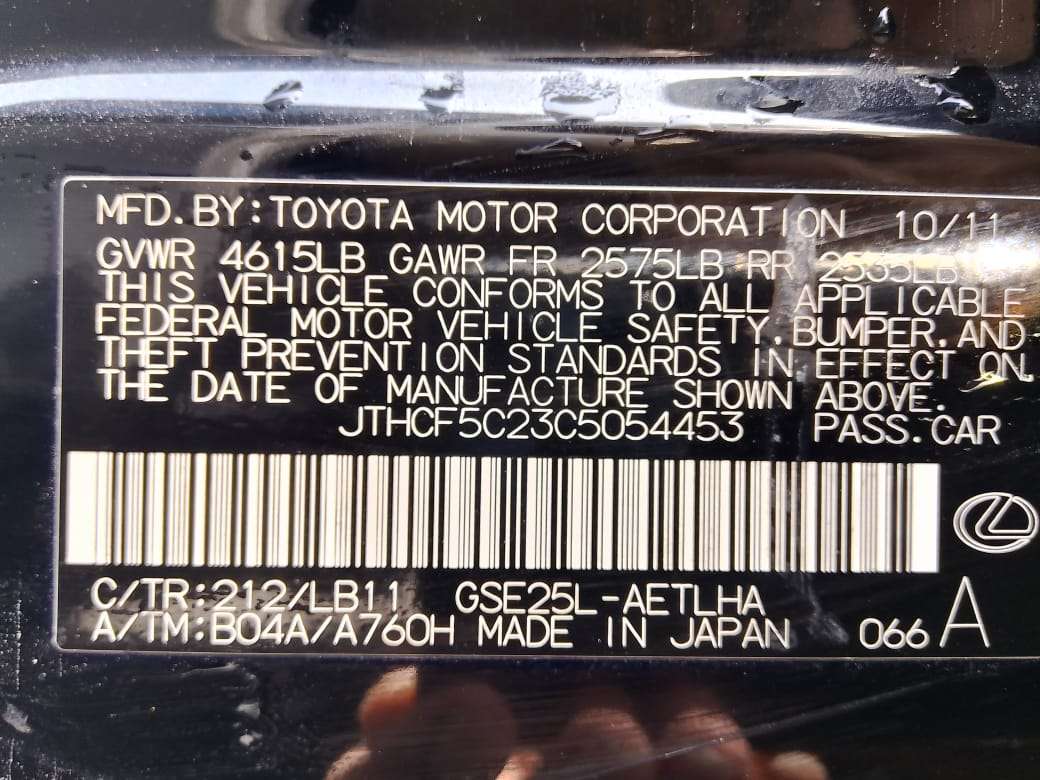 MFD.BY:TOYOTA MOTOR CORPORATION 10/11
GVWR 4615LB GAWR FR 2575LB RR 2535LB
THIS VEHICLE CONFORMS TO ALL APPLICABLE
FEDERAL MOTOR VEHICLE SAFETY.BUMPER.AND
THEFT PREVENTION STANDARDS IN EFFECT ON
THE DATE OF MANUFACTURE SHOWN ABOVE.
JTHCF5C23C5054453 PASS.CAR
C/TR:212/LB11 GSE25L-AETLHA
A/TM:B04A/A760H MADE IN JAPAN 066 A